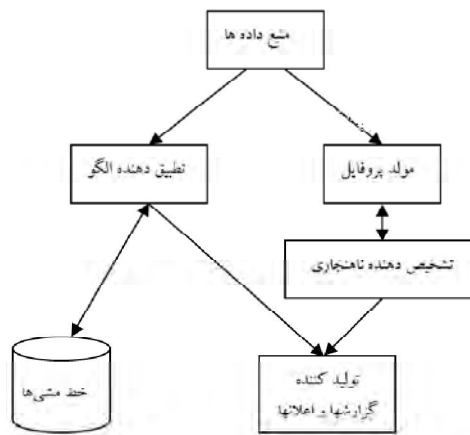 منبع داده ها
تطبیق دهنده الگو
مولد پروفایل
تشخیص دهنده ناهنجاری
خط مشی‌ها
تولید کننده
گزارشها و اعلانها